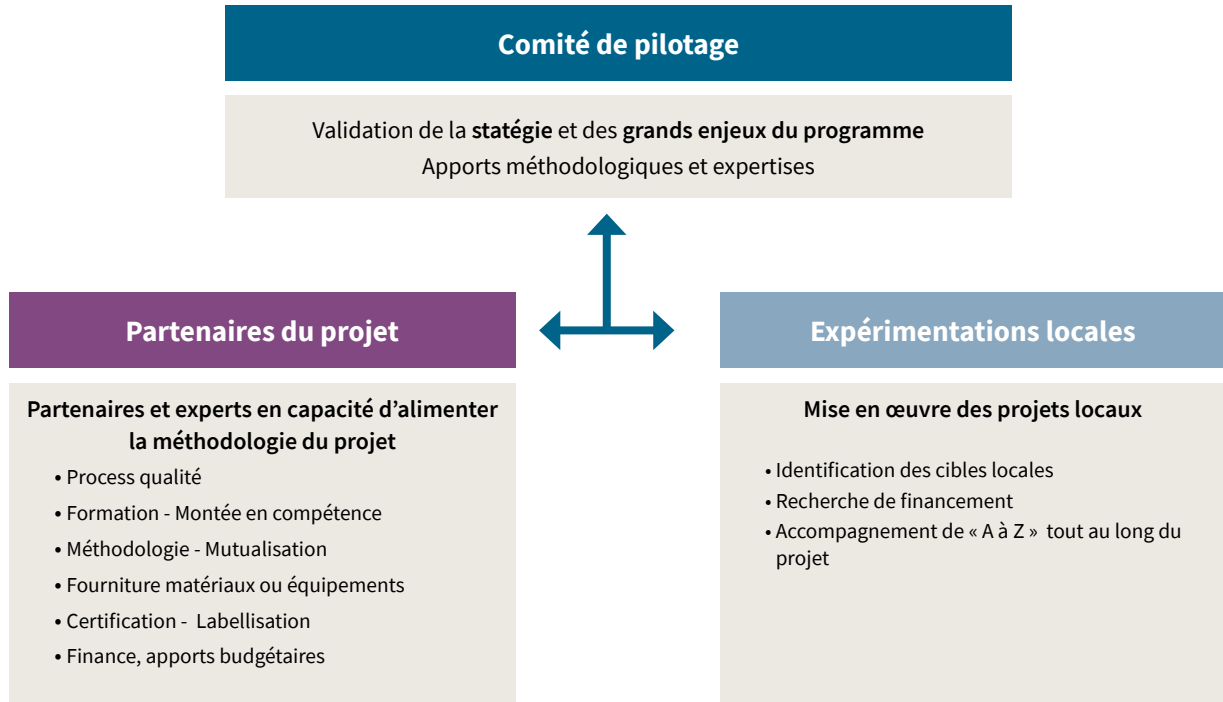 Comité de pilotage
Validation de la statégie et des grands enjeux du programme
Apports méthodologiques et expertises
Partenaires du projet
Partenaires et experts en capacité d’alimenter
la méthodologie du projet
• Process qualité
• Formation - Montée en compétence
• Méthodologie - Mutualisation
• Fourniture matériaux ou équipements
• Certification - Labellisation
• Finance, apports budgétaires
Expérimentations locales
Mise en œuvre des projets locaux
• Identification des cibles locales
• Recherche de financement
• Accompagnement de « A à Z » tout au long du
projet